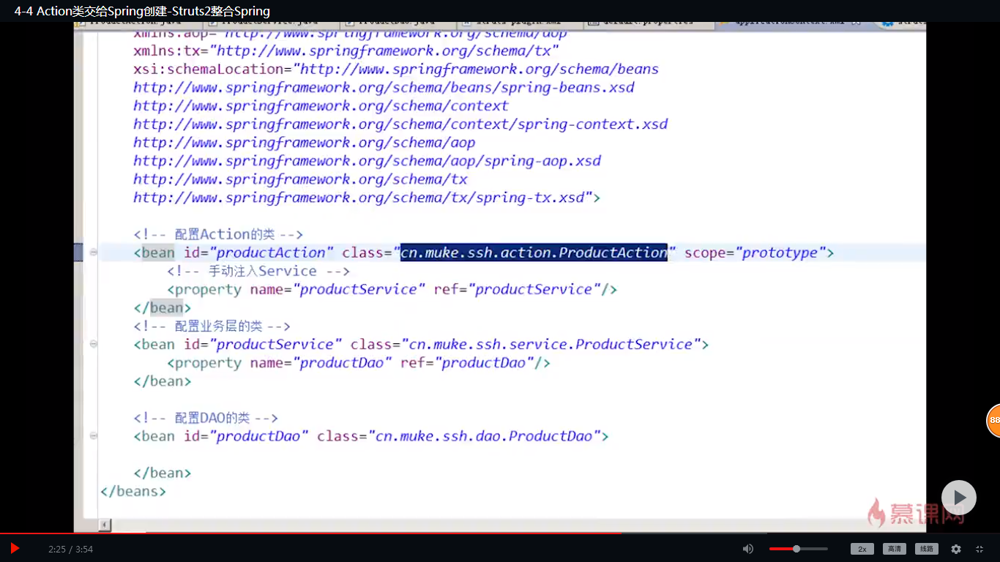 4-4 Action类交给Spring创建-Struts2整合Spring
xmlns:aop="http://www.springframework.org/schema/aop"
xmlns:tx="http://www.springframework.org/schema/tx"
xsi:schemaLocation="http://www.springframework.org/schema/beans
http://www.springframework.org/schema/beans/spring-beans.xsd
http://www.springframework.org/schema/context
http://www.springframework.org/schema/context/spring-context.xsd
http://www.springframework.org/schema/aop
http://www.springframework.org/schema/aop/spring-aop.xsd
http://www.springframework.org/schema/tx
http://www.springframework.org/schema/tx/spring-tx.xsd">
<!-- 配置Action的类 -->
<bean id="productAction" class="cn.muke.ssh.action.ProductAction" scope="prototype">
<!-- 手动注入Service -->
<property name="productService" ref="productService"/>
</bean>
<!-- 配置业务层的类 -->
<bean id="productService" class="cn.muke.ssh.service.ProductService">
<property name="productDao" ref="productDao"/>
</bean>
<!-- 配置DAO的类 -->
<bean id="productDao" class="cn.muke.ssh.dao.ProductDao">
</bean>
</beans>
88
慕课网
2:25 / 3:54
2x
高清
线路